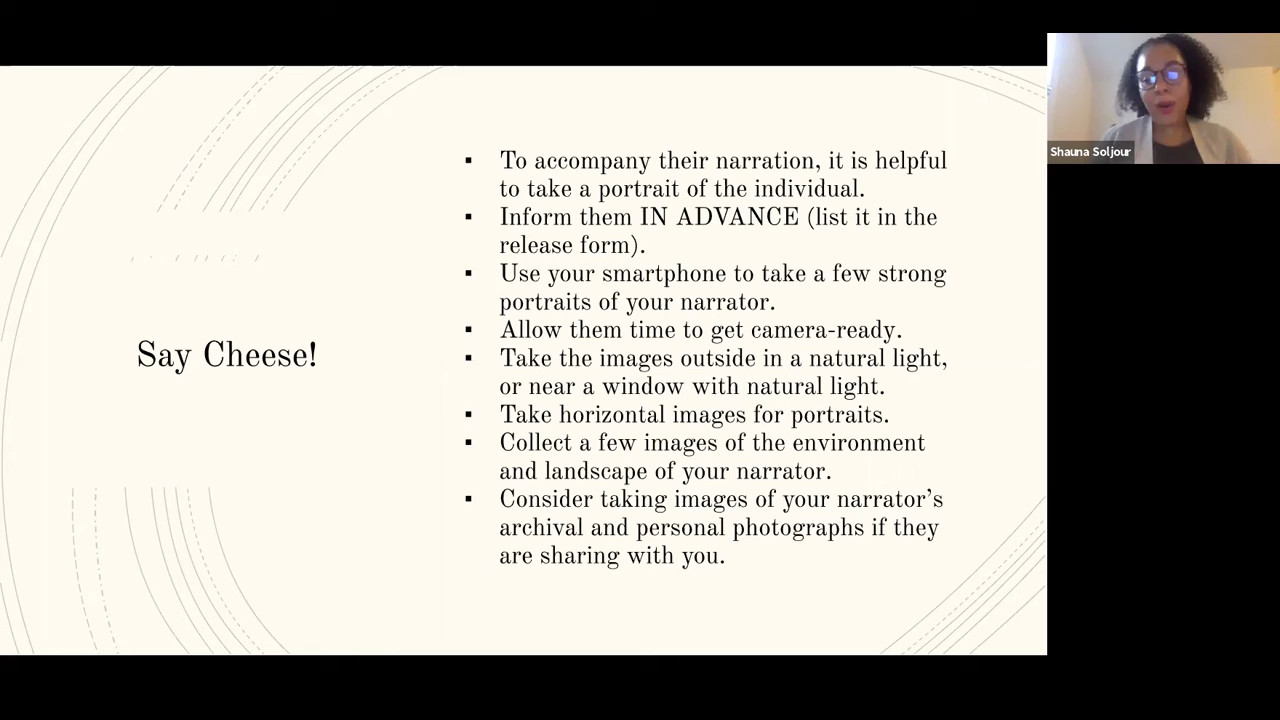 Say Cheese!
▪ To accompany their narration, it is helpful
to take a portrait of the individual.
▪ Inform them IN ADVANCE (list it in the
release form).
▪ Use your smartphone to take a few strong
portraits of your narrator.
▪ Allow them time to get camera-ready.
▪ Take the images outside in a natural light,
or near a window with natural light.
▪ Take horizontal images for portraits.
▪ Collect a few images of the environment
and landscape of your narrator.
▪ Consider taking images of your narrator’s
archival and personal photographs if they
are sharing with you.
Shauna Soljour